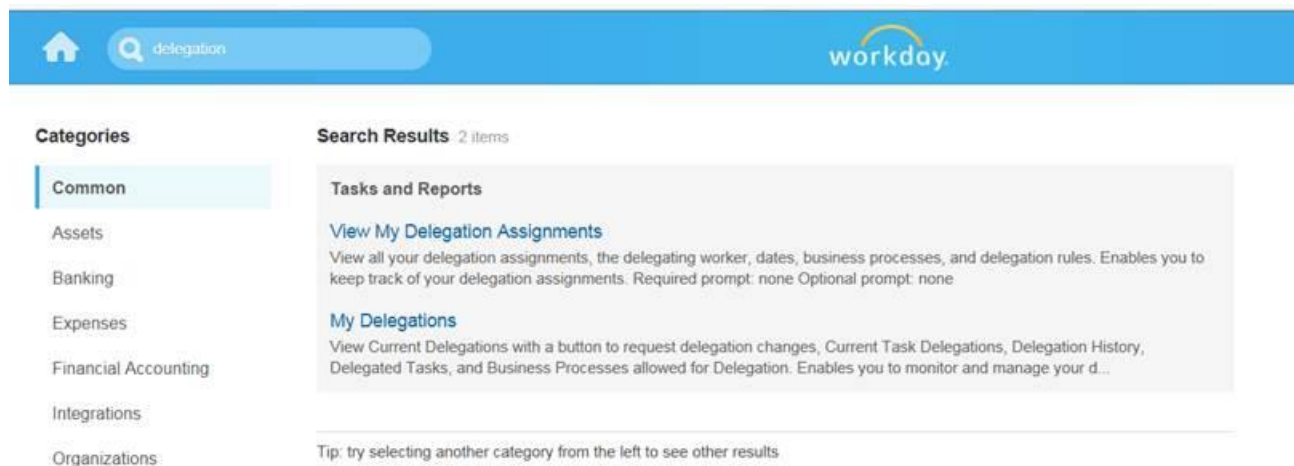 delegation
workday.
Categories
Common
Assets
Banking
Expenses
Financial Accounting
Integrations
Organizations
Search Results 2 items
Tasks and Reports
View My Delegation Assignments
View all your delegation assignments, the delegating worker, dates, business processes, and delegation rules. Enables you to
keep track of your delegation assignments. Required prompt: none Optional prompt: none
My Delegations
View Current Delegations with a button to request delegation changes, Current Task Delegations, Delegation History,
Delegated Tasks, and Business Processes allowed for Delegation. Enables you to monitor and manage your d...
Tip: try selecting another category from the left to see other results